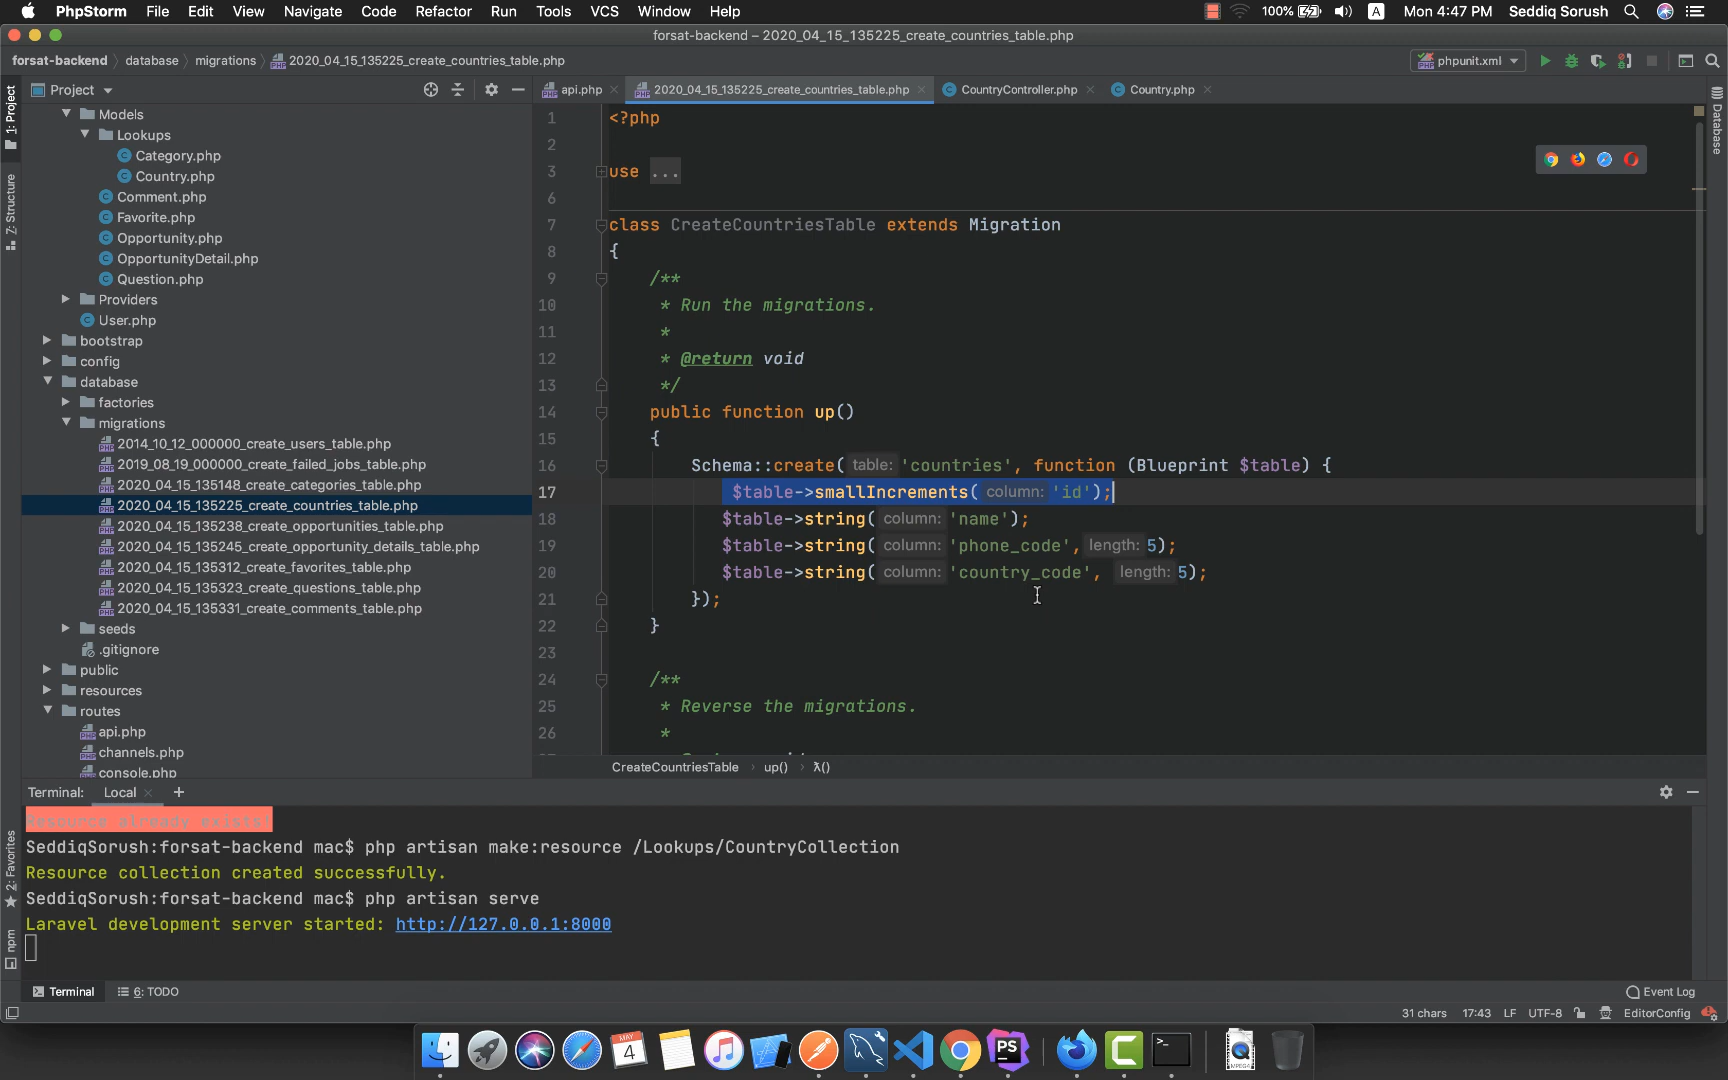 PhpStorm File Edit View Navigate Code Refactor Run Tools VCS Window Help 100% A Mon 4:47 PM Seddiq Sorush
forsat-backend – 2020_04_15_135225_create_countries_table.php
forsat-backend database migrations 2020_04_15_135225_create_countries_table.php phpunit.xml
Project api.php 2020_04_15_135225_create_countries_table.php CountryController.php Country.php
1: Project
Z: Structure
2: Favorites
npm
Database
Models
Lookups
Category.php
Country.php
Comment.php
Favorite.php
Opportunity.php
OpportunityDetail.php
Question.php
Providers
User.php
bootstrap
config
database
factories
migrations
2014_10_12_000000_create_users_table.php
2019_08_19_000000_create_failed_jobs_table.php
2020_04_15_135148_create_categories_table.php
2020_04_15_135225_create_countries_table.php
2020_04_15_135238_create_opportunities_table.php
2020_04_15_135245_create_opportunity_details_table.php
2020_04_15_135312_create_favorites_table.php
2020_04_15_135323_create_questions_table.php
2020_04_15_135331_create_comments_table.php
seeds
.gitignore
public
resources
routes
api.php
channels.php
console.php
1 <?php
2
3 use ...
6
7 class CreateCountriesTable extends Migration
8 {
9 /**
10 * Run the migrations.
11 *
12 * @return void
13 */
14 public function up()
15 {
16 Schema::create( table: 'countries', function (Blueprint $table) {
17 $table->smallIncrements( column: 'id');
18 $table->string( column: 'name');
19 $table->string( column: 'phone_code', length: 5);
20 $table->string( column: 'country_code', length: 5);
21 });
22 }
23
24 /**
25 * Reverse the migrations.
26 *
CreateCountriesTable › up() › λ()
Terminal: Local +
Resource already exists!
SeddiqSorush:forsat-backend mac$ php artisan make:resource /Lookups/CountryCollection
Resource collection created successfully.
SeddiqSorush:forsat-backend mac$ php artisan serve
Laravel development server started: http://127.0.0.1:8000
Terminal 6: TODO Event Log
31 chars 17:43 LF UTF-8 EditorConfig
MAY
4
PS
>_
MPEG4